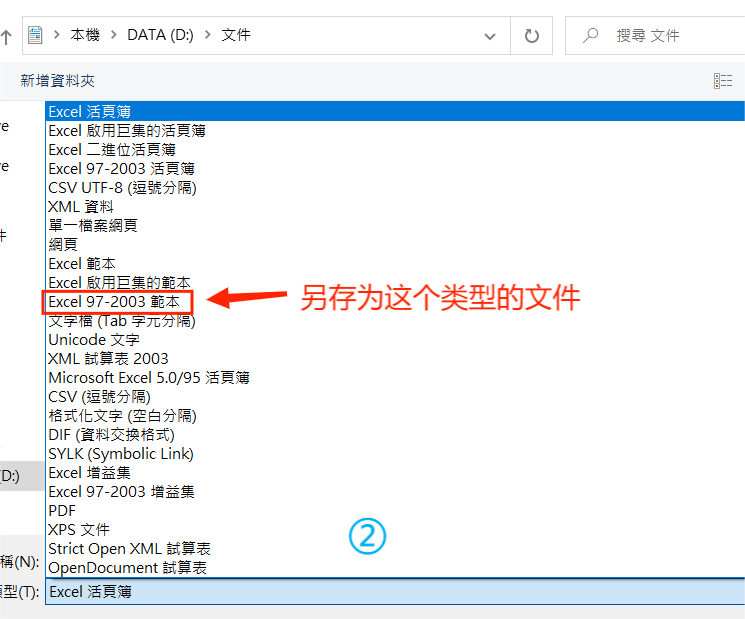 本機 > DATA (D:) > 文件
搜尋 文件
新增資料夾
Excel 活頁簿
Excel 啟用巨集的活頁簿
Excel 二進位活頁簿
Excel 97-2003 活頁簿
CSV UTF-8 (逗號分隔)
XML 資料
單一檔案網頁
網頁
Excel 範本
Excel 啟用巨集的範本
Excel 97-2003 範本
另存为这个类型的文件
文字檔 (Tab 字元分隔)
Unicode 文字
XML 試算表 2003
Microsoft Excel 5.0/95 活頁簿
CSV (逗號分隔)
格式化文字 (空白分隔)
DIF (資料交換格式)
SYLK (Symbolic Link)
Excel 增益集
(D:)
Excel 97-2003 增益集
PDF
XPS 文件
②
Strict Open XML 試算表
稱(N):
OpenDocument 試算表
類型(T):
Excel 活頁簿